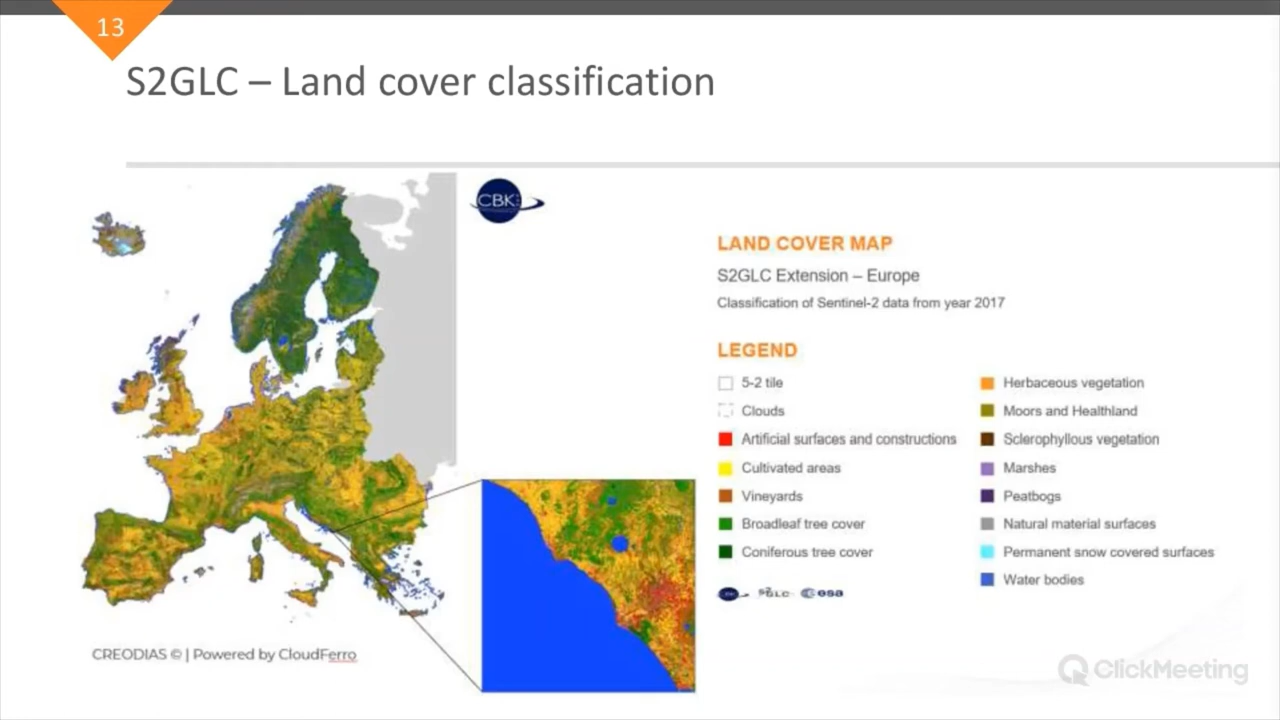 13
S2GLC – Land cover classification
CBK
LAND COVER MAP
S2GLC Extension – Europe
Classification of Sentinel-2 data from year 2017
LEGEND
5-2 tile
Clouds
Artificial surfaces and constructions
Cultivated areas
Vineyards
Broadleaf tree cover
Coniferous tree cover
Herbaceous vegetation
Moors and Healthland
Sclerophyllous vegetation
Marshes
Peatbogs
Natural material surfaces
Permanent snow covered surfaces
Water bodies
S2GLC esa
CREODIAS © | Powered by CloudFerro
ClickMeeting